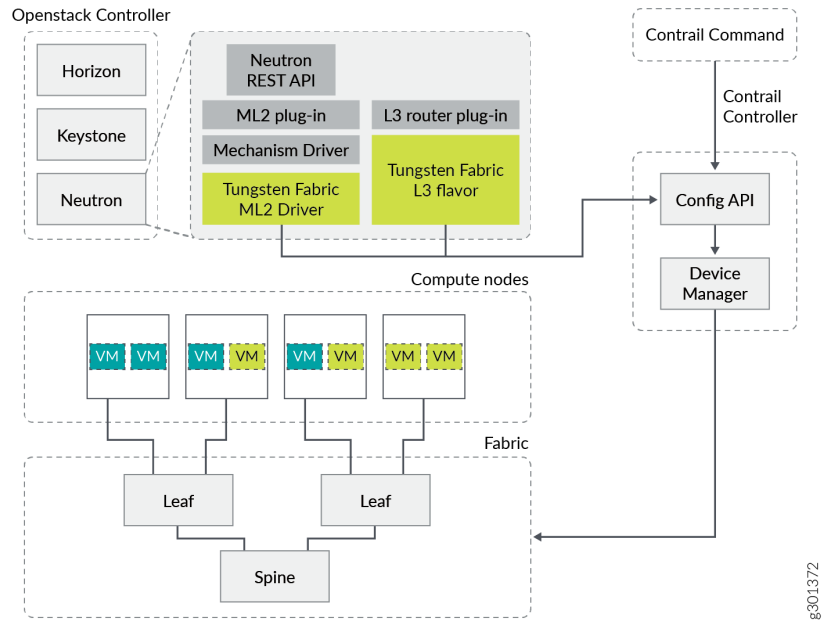 Openstack Controller
Horizon
Keystone
Neutron
Neutron
REST API
ML2 plug-in
L3 router plug-in
Mechanism Driver
Tungsten Fabric
ML2 Driver
Tungsten Fabric
L3 flavor
Contrail Command
Contrail
Controller
Config API
Device
Manager
Compute nodes
VM VM VM VM VM VM VM VM
Fabric
Leaf Leaf
Spine
g301372